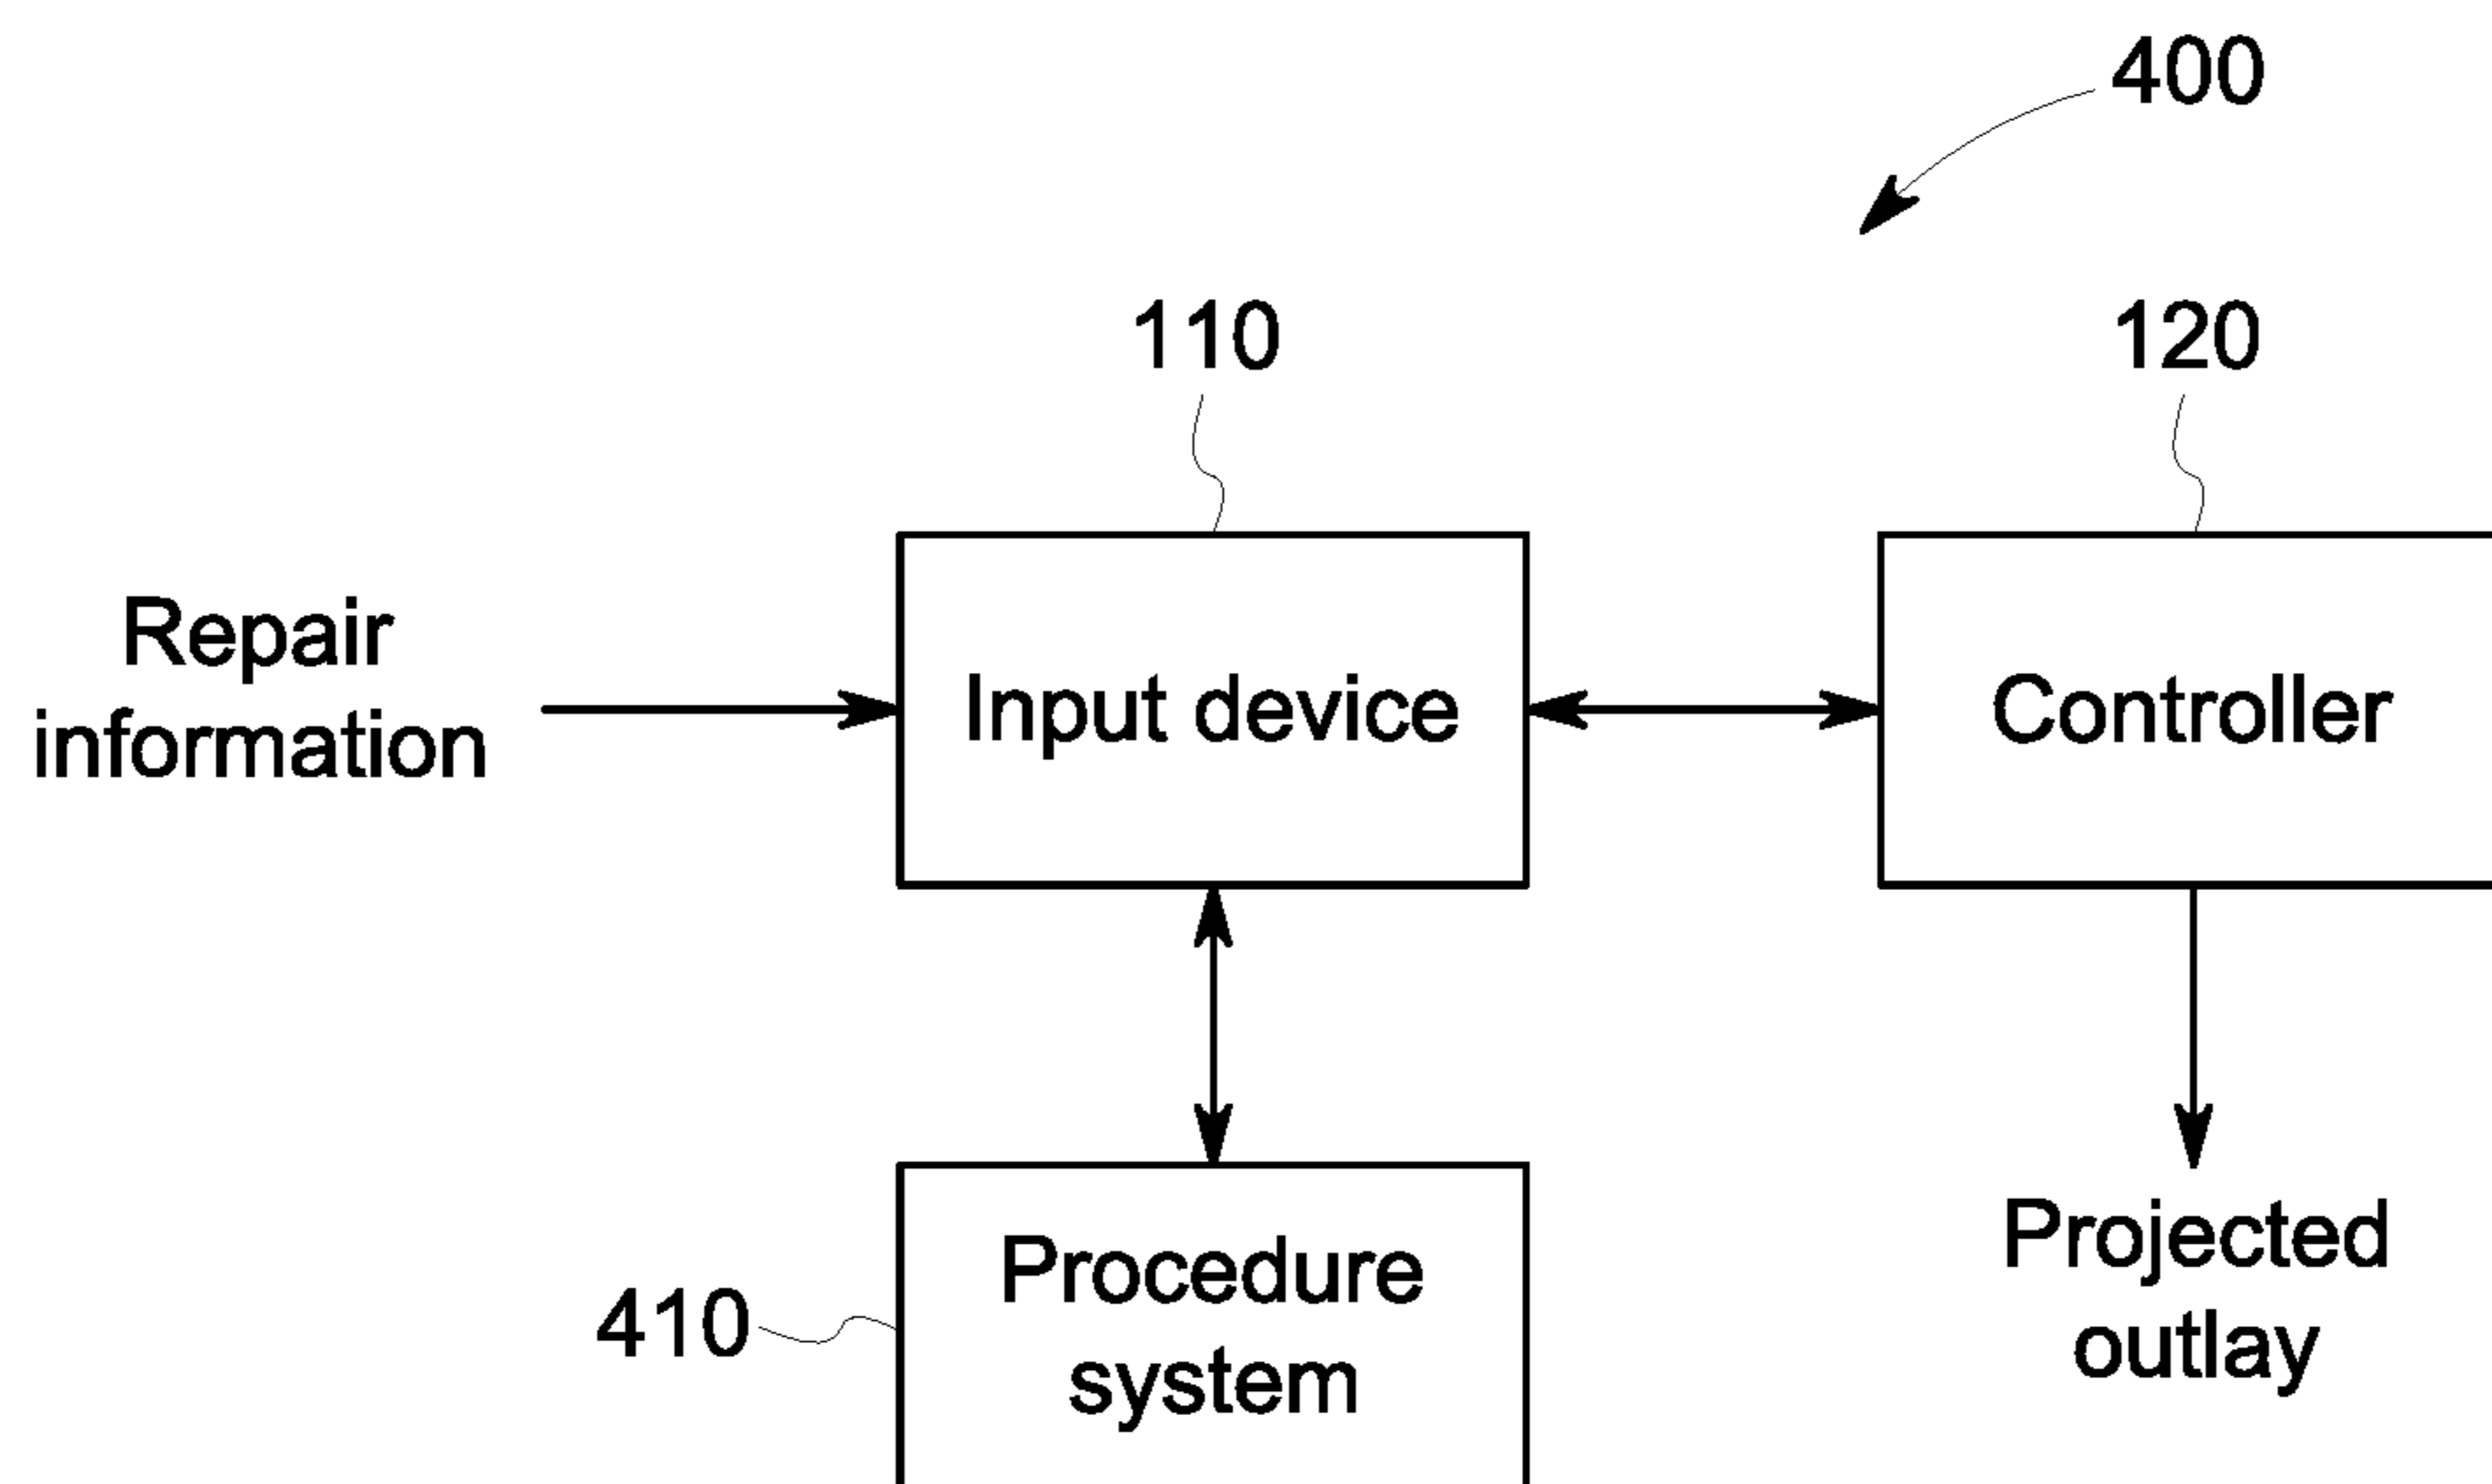 400
110
120
Repair
information
Input device
Controller
410
Procedure
system
Projected
outlay